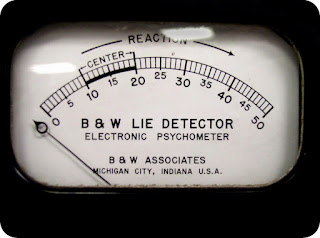 REACTION
CENTER
0 5 10 15 20 25 30 35 40 45 50
B & W LIE DETECTOR
ELECTRONIC PSYCHOMETER
B & W ASSOCIATES
MICHIGAN CITY, INDIANA U.S.A.